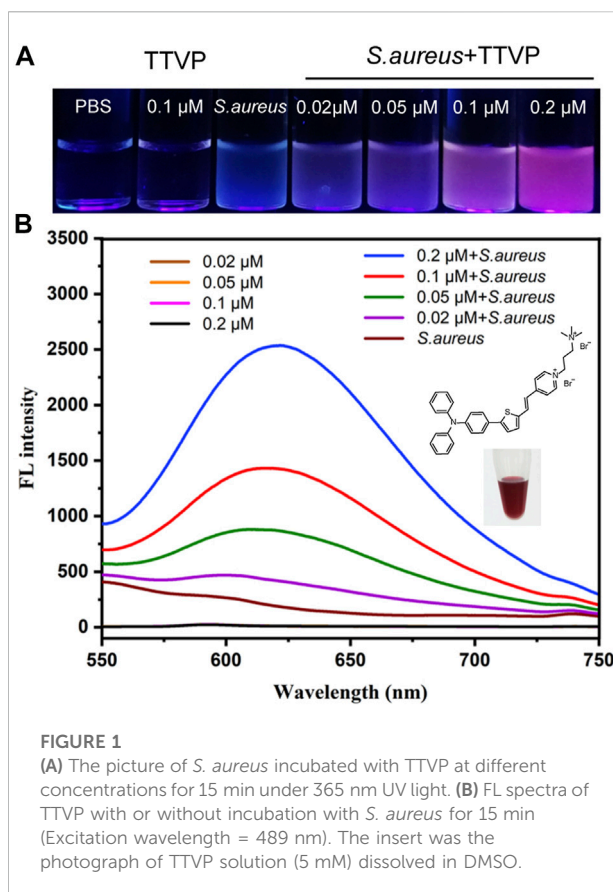 A
TTVP
S.aureus+TTVP
PBS
0.1 μM
S.aureus
0.02μM
0.05 μM
0.1 μM
0.2 μM
B
3500
3000
2500
2000
1500
1000
500
0
FL intensity
0.02 μM
0.05 μM
0.1 μM
0.2 μM
0.2 μM+S.aureus
0.1 μM+S.aureus
0.05 μM+S.aureus
0.02 μM+S.aureus
S.aureus
N+
Br−
N+
Br−
S
N
550
600
650
700
750
Wavelength (nm)
FIGURE 1
(A) The picture of S. aureus incubated with TTVP at different
concentrations for 15 min under 365 nm UV light. (B) FL spectra of
TTVP with or without incubation with S. aureus for 15 min
(Excitation wavelength = 489 nm). The insert was the
photograph of TTVP solution (5 mM) dissolved in DMSO.